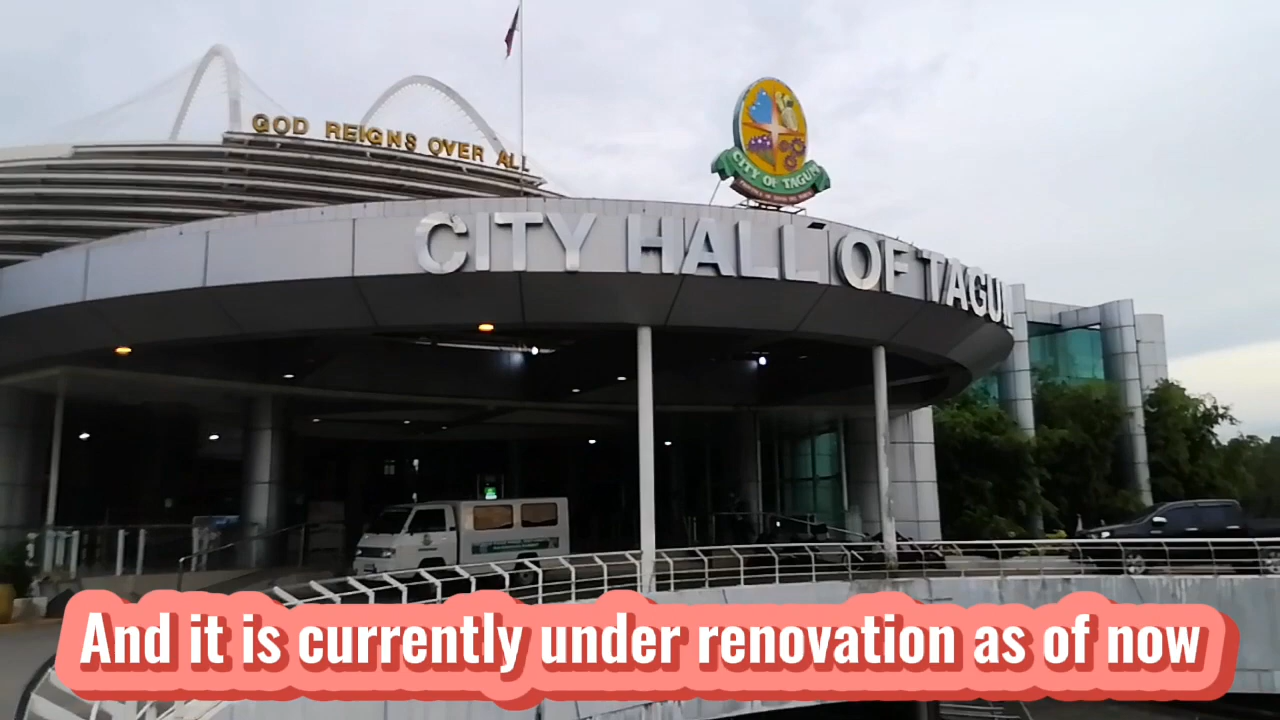 GOD REIGNS OVER ALL
CITY OF TAGUM
CITY HALL OF TAGUM
And it is currently under renovation as of now